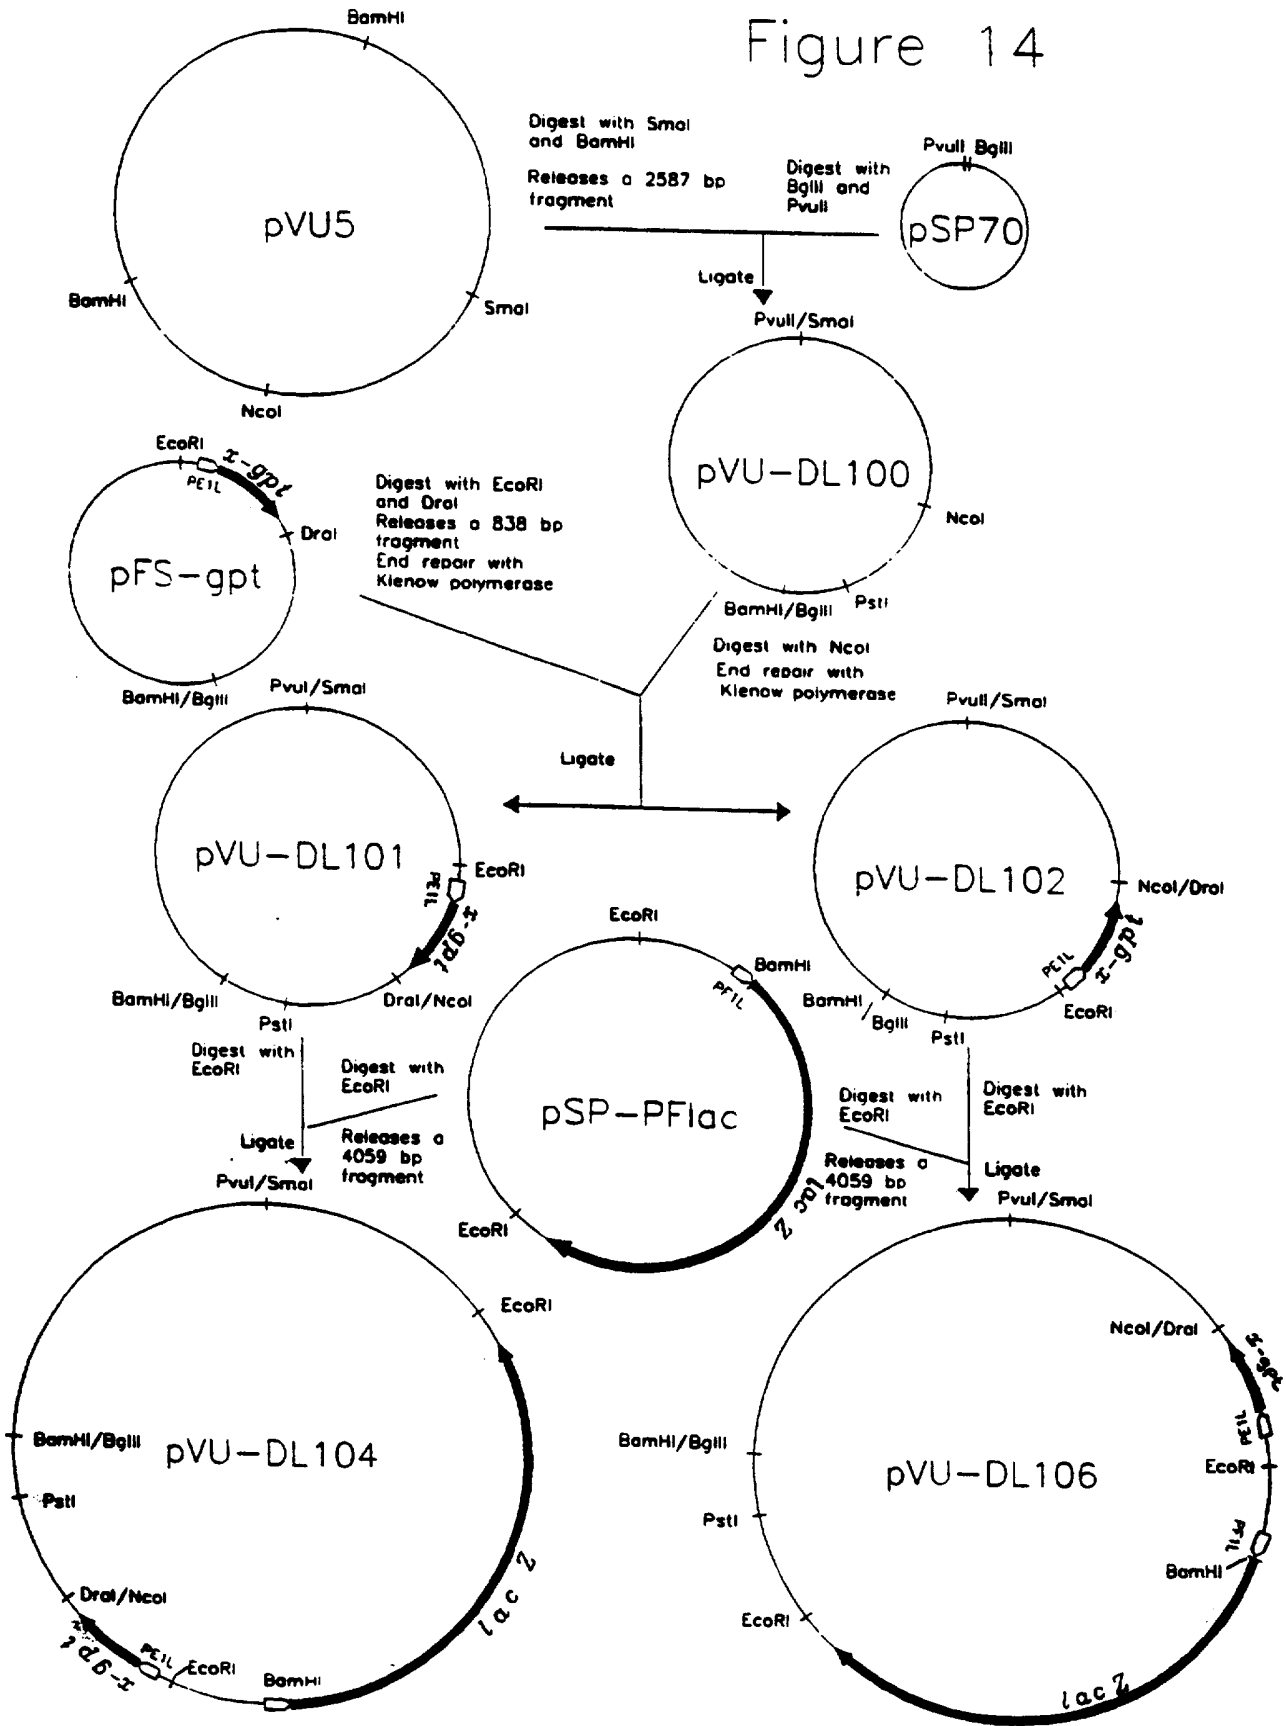 Figure 14
BamHI
pVU5
BamHI
SmaI
NcoI
Digest with SmaI
and BamHI
Releases a 2587 bp
fragment
Digest with
BglII and
PvuII
PvuII BglII
pSP70
Ligate
PvuII/SmaI
pVU-DL100
NcoI
PstI
BamHI/BglII
EcoRI
PE1L
x-gpt
DraI
pFS-gpt
BamHI/BglII
Digest with EcoRI
and DraI
Releases a 838 bp
fragment
End repair with
Klenow polymerase
Digest with NcoI
End repair with
Klenow polymerase
Ligate
PvuI/SmaI
pVU-DL101
EcoRI
PE1L
x-gpt
DraI/NcoI
PstI
BamHI/BglII
PvuII/SmaI
pVU-DL102
NcoI/DraI
x-gpt
PE1L
EcoRI
PstI
BamHI
/BglII
EcoRI
BamHI
PF1L
pSP-PFlac
lac Z
EcoRI
Digest with
EcoRI
Digest with
EcoRI
Ligate
Releases a
4059 bp
fragment
Digest with
EcoRI
Digest with
EcoRI
Releases a
4059 bp
fragment
Ligate
PvuI/SmaI
EcoRI
pVU-DL104
BamHI/BglII
PstI
DraI/NcoI
x-gpt
PE1L
EcoRI
BamHI
lac Z
PvuI/SmaI
NcoI/DraI
x-gpt
PE1L
EcoRI
PF1L
BamHI
pVU-DL106
BamHI/BglII
PstI
EcoRI
lac Z